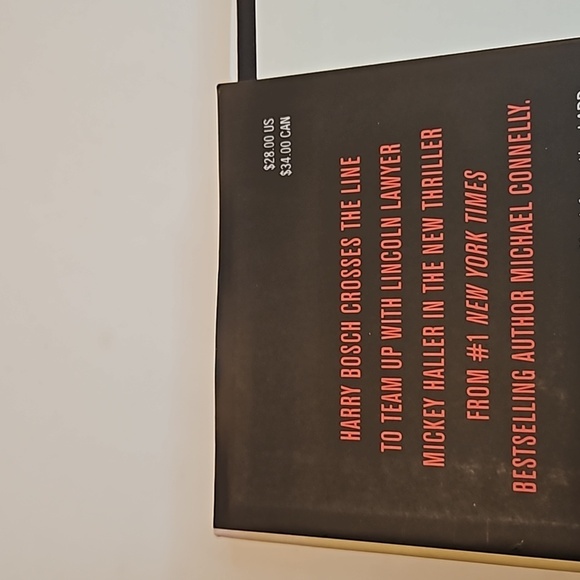 $28.00 US
$34.00 CAN
HARRY BOSCH CROSSES THE LINE
TO TEAM UP WITH LINCOLN LAWYER
MICKEY HALLER IN THE NEW THRILLER
FROM #1 NEW YORK TIMES
BESTSELLING AUTHOR MICHAEL CONNELLY.